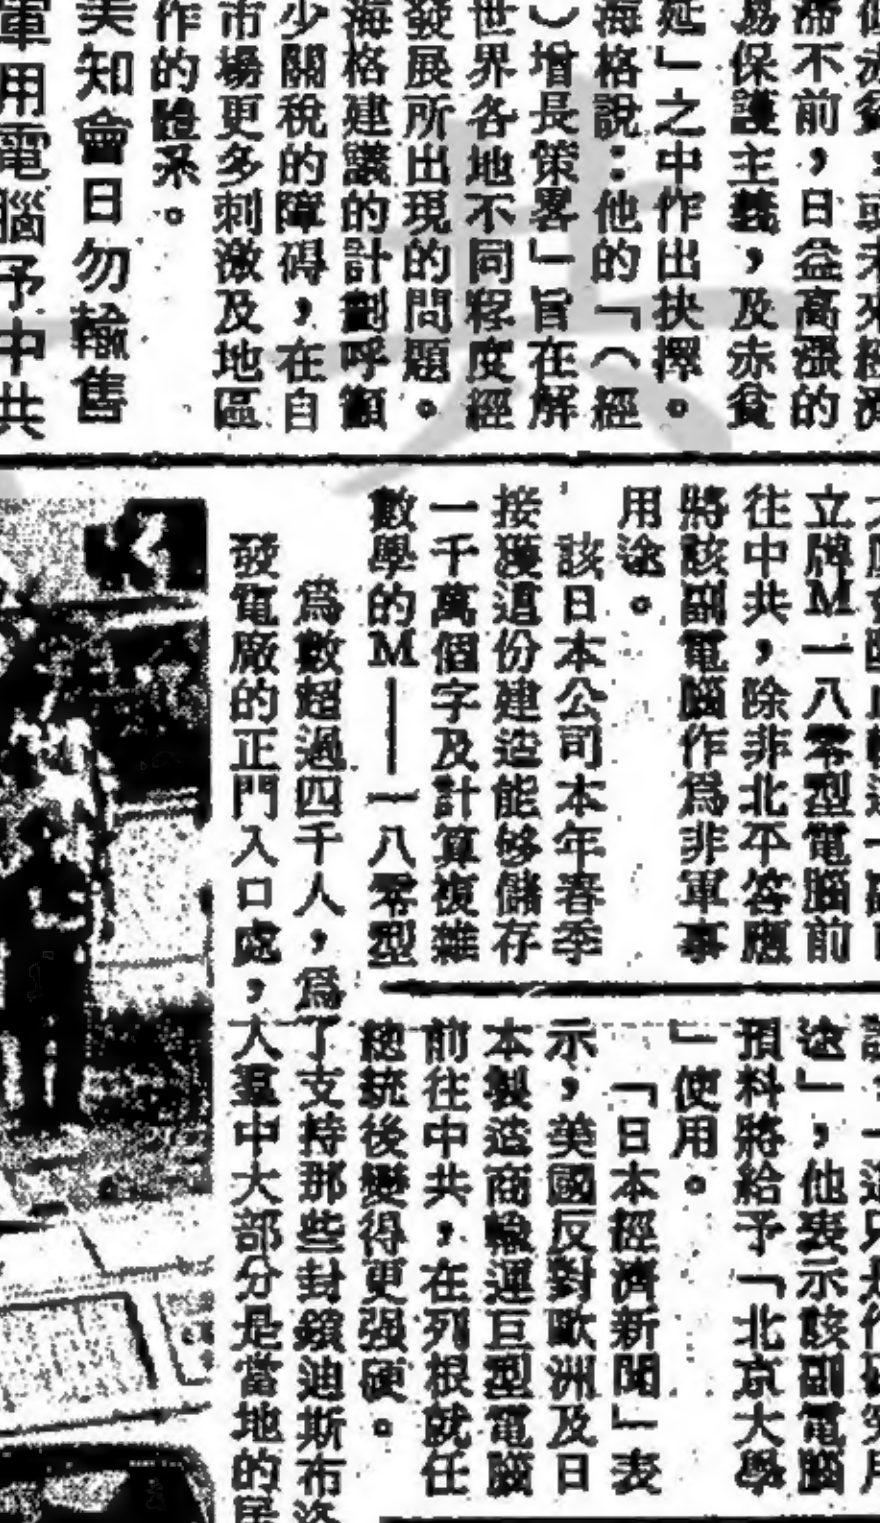 滯不前，日益高漲的
易保護主義，及赤貧
延」之中作出抉擇。
海格說：他的「（經
）增長策畧」旨在解
世界各地不同程度經
發展所出現的問題。
海格建議的計劃呼籲
少關稅的障碍，在自
市場更多刺激及地區
作的體系。
美知會日勿輸售
軍用電腦予中共
立牌M一八零型電腦前
往中共，除非北平答應
將該副電腦作爲非軍事
用途。
該日本公司本年春季
接獲這份建造能够儲存
一千萬個字及計算複雜
數學的M——一八零型
途」，他表示該副電腦
預料將給予「北京大學
」使用。
「日本經濟新聞」表
示，美國反對歐洲及日
本製造商輸運巨型電腦
前往中共，在列根就任
總統後變得更强硬。
爲數超過四千人，爲了支持那些封鎖迪斯布洛
發電廠的正門入口處，人羣中大部分是當地的居